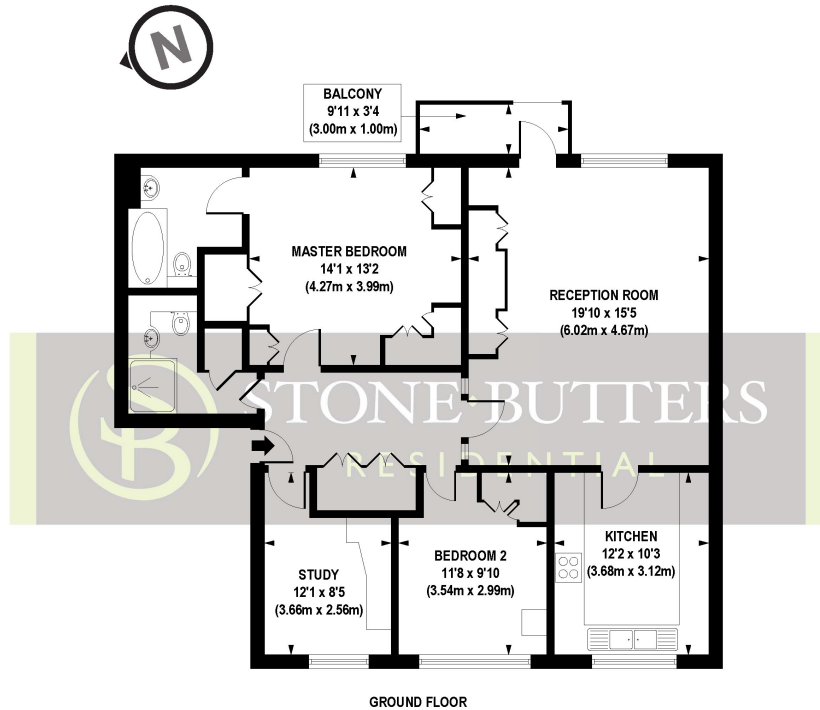 N
BALCONY
9'11 x 3'4
(3.00m x 1.00m)
MASTER BEDROOM
14'1 x 13'2
(4.27m x 3.99m)
RECEPTION ROOM
19'10 x 15'5
(6.02m x 4.67m)
SB
STONE·BUTTERS
RESIDENTIAL
STUDY
12'1 x 8'5
(3.66m x 2.56m)
BEDROOM 2
11'8 x 9'10
(3.54m x 2.99m)
KITCHEN
12'2 x 10'3
(3.68m x 3.12m)
GROUND FLOOR